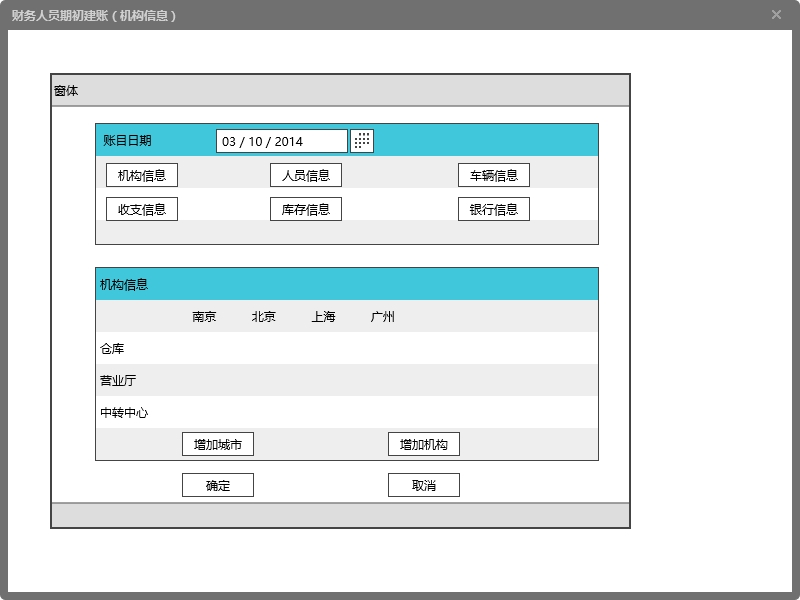 财务人员期初建账（机构信息）
窗体
账目日期 03 / 10 / 2014
机构信息 人员信息 车辆信息
收支信息 库存信息 银行信息
机构信息
南京 北京 上海 广州
仓库
营业厅
中转中心
增加城市 增加机构
确定 取消